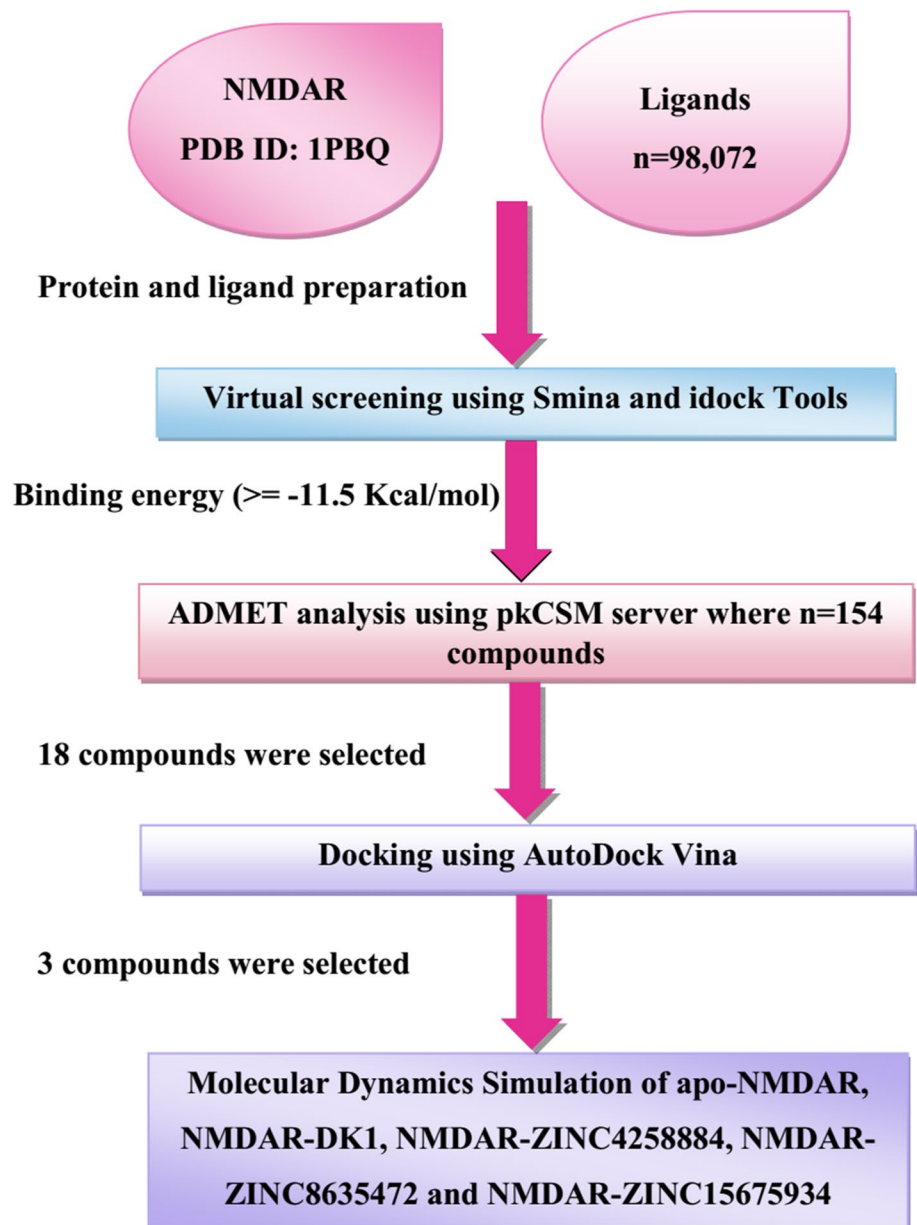 NMDAR
PDB ID: 1PBQ
Ligands
n=98,072
Protein and ligand preparation
Virtual screening using Smina and idock Tools
Binding energy (>= -11.5 Kcal/mol)
ADMET analysis using pkCSM server where n=154
compounds
18 compounds were selected
Docking using AutoDock Vina
3 compounds were selected
Molecular Dynamics Simulation of apo-NMDAR,
NMDAR-DK1, NMDAR-ZINC4258884, NMDAR-
ZINC8635472 and NMDAR-ZINC15675934